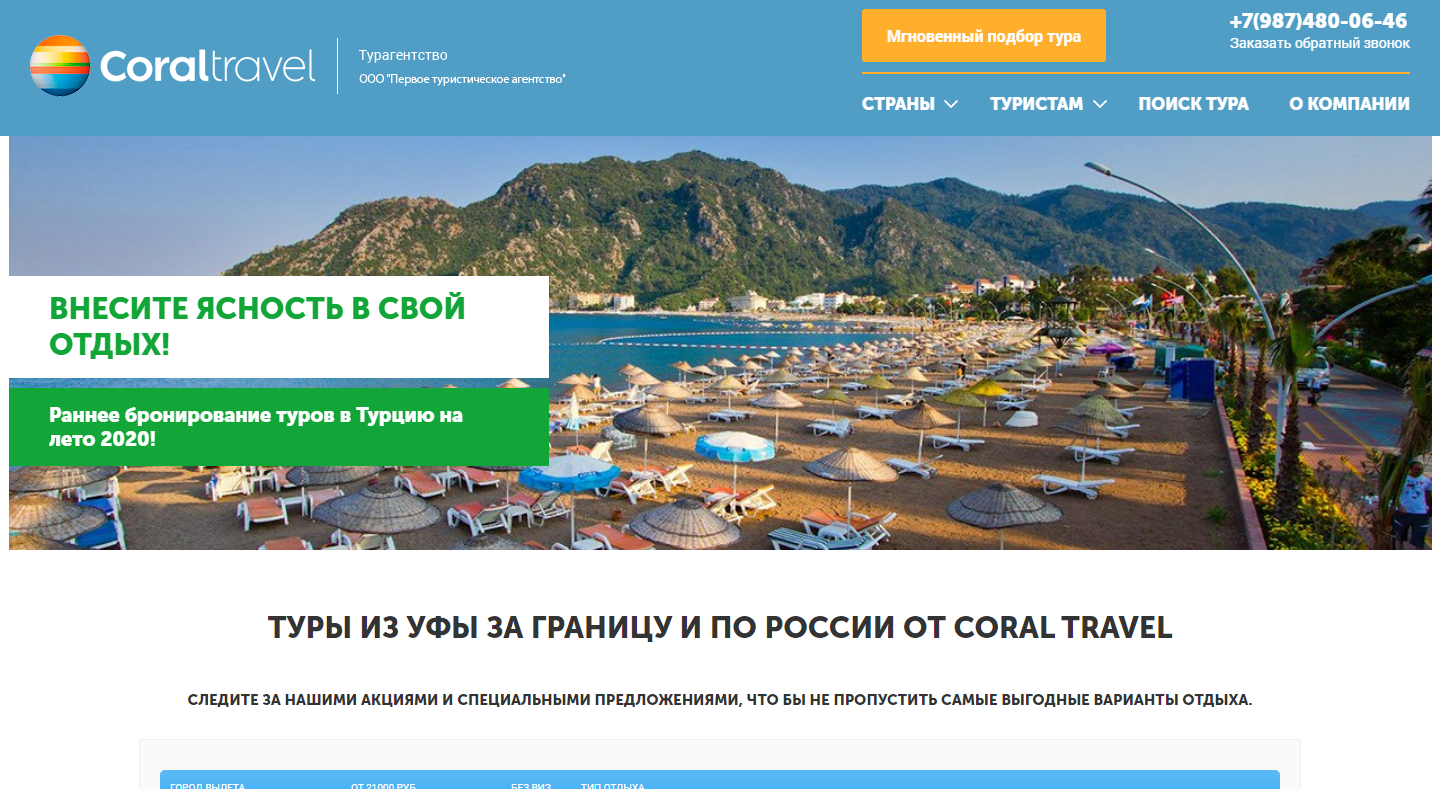 Coraltravel
Турагентство
ООО "Первое туристическое агентство"
Мгновенный подбор тура
+7(987)480-06-46
Заказать обратный звонок
СТРАНЫ
ТУРИСТАМ
ПОИСК ТУРА
О КОМПАНИИ
ВНЕСИТЕ ЯСНОСТЬ В СВОЙ
ОТДЫХ!
Раннее бронирование туров в Турцию на
лето 2020!
ТУРЫ ИЗ УФЫ ЗА ГРАНИЦУ И ПО РОССИИ ОТ CORAL TRAVEL
СЛЕДИТЕ ЗА НАШИМИ АКЦИЯМИ И СПЕЦИАЛЬНЫМИ ПРЕДЛОЖЕНИЯМИ, ЧТО БЫ НЕ ПРОПУСТИТЬ САМЫЕ ВЫГОДНЫЕ ВАРИАНТЫ ОТДЫХА.
ГОРОД ВЫЛЕТА
ОТ 21000 РУБ
БЕЗ ВИЗ
ТИП ОТДЫХА